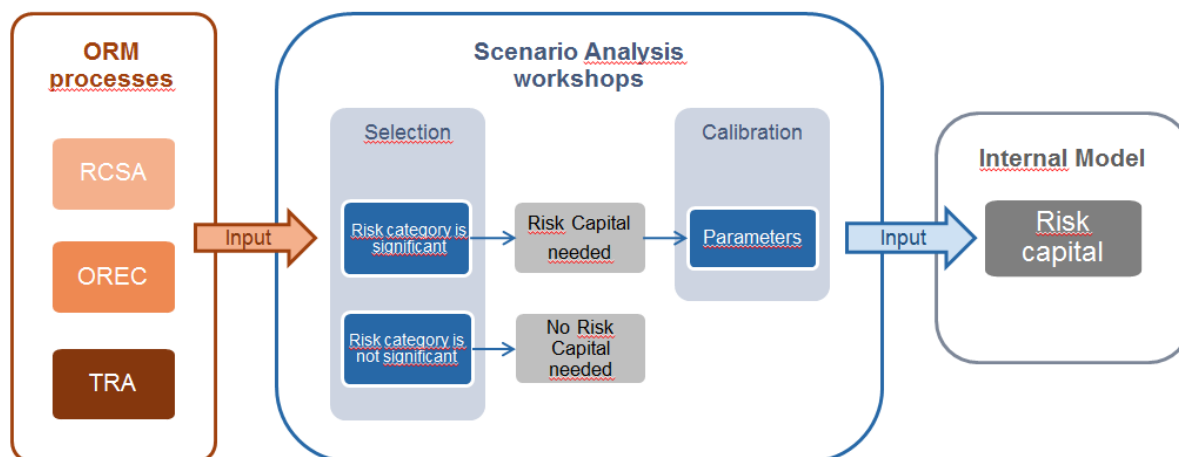 ORM
processes
RCSA
OREC
TRA
Input
Scenario Analysis
workshops
Selection
Risk category is
significant
Risk category is
not significant
Risk Capital
needed
No Risk
Capital
needed
Calibration
Parameters
Input
Internal Model
Risk
capital